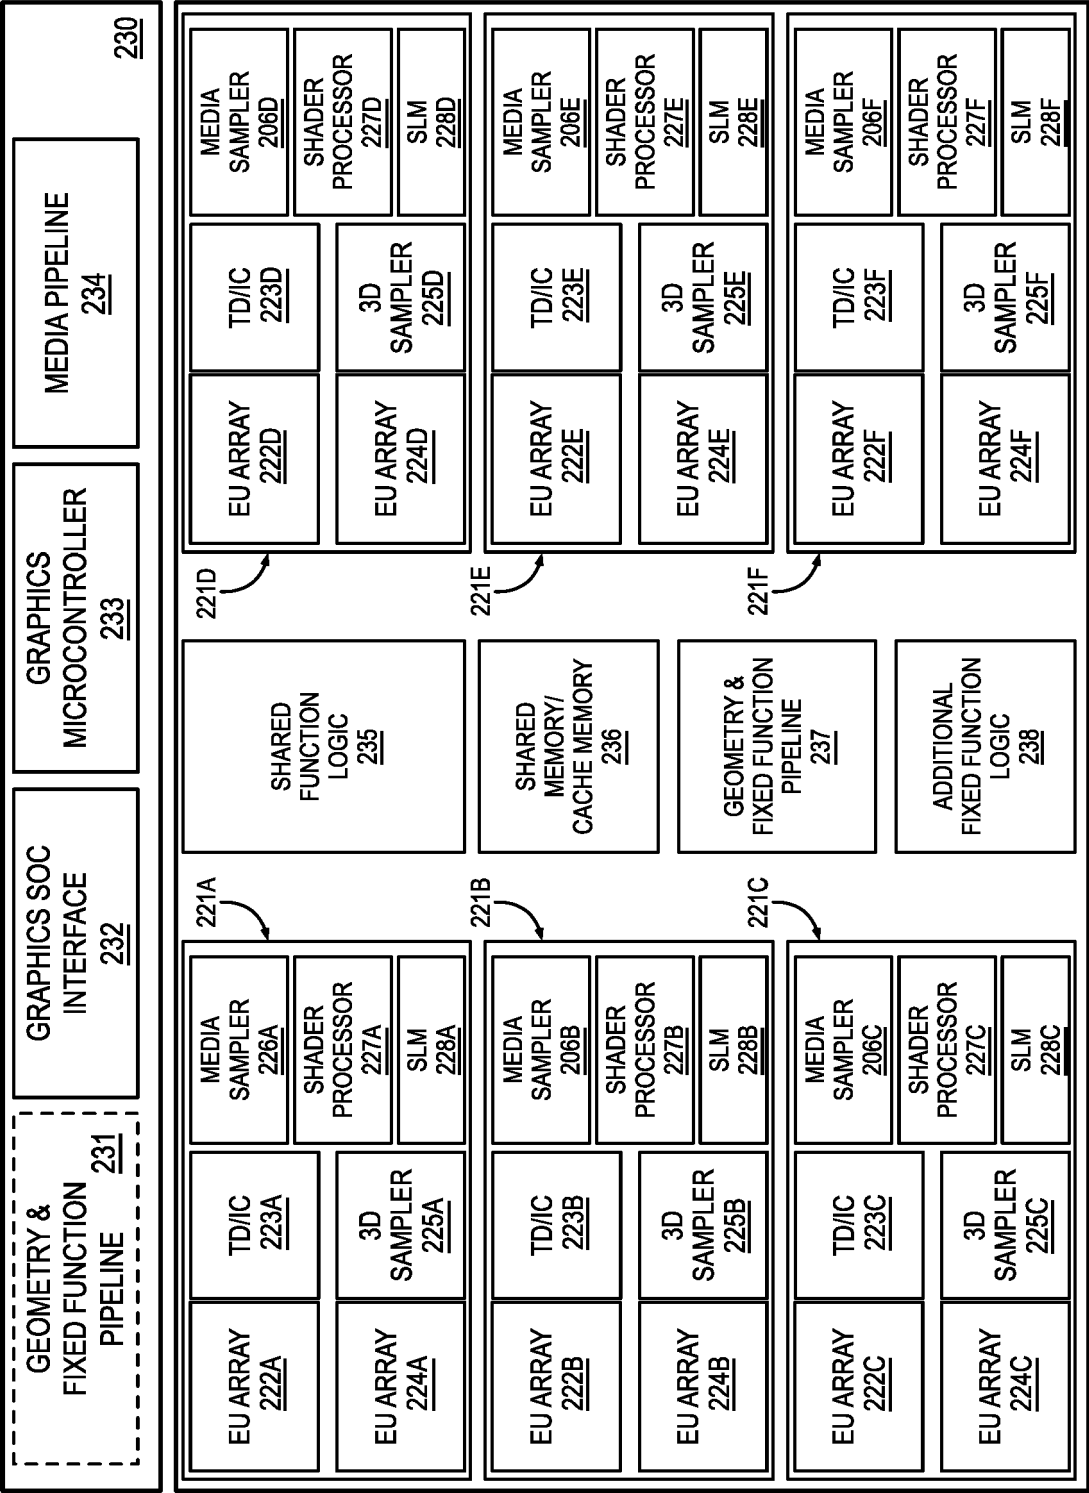 230
GEOMETRY &
FIXED FUNCTION
PIPELINE
231
GRAPHICS SOC
INTERFACE
232
GRAPHICS
MICROCONTROLLER
233
MEDIA PIPELINE
234
221A
EU ARRAY
222A
TD/IC
223A
MEDIA
SAMPLER
226A
SHADER
PROCESSOR
227A
EU ARRAY
224A
3D
SAMPLER
225A
SLM
228A
SHARED
FUNCTION
LOGIC
235
221D
EU ARRAY
222D
TD/IC
223D
MEDIA
SAMPLER
206D
SHADER
PROCESSOR
227D
EU ARRAY
224D
3D
SAMPLER
225D
SLM
228D
221B
EU ARRAY
222B
TD/IC
223B
MEDIA
SAMPLER
206B
SHADER
PROCESSOR
227B
EU ARRAY
224B
3D
SAMPLER
225B
SLM
228B
SHARED
MEMORY/
CACHE MEMORY
236
221E
EU ARRAY
222E
TD/IC
223E
MEDIA
SAMPLER
206E
SHADER
PROCESSOR
227E
EU ARRAY
224E
3D
SAMPLER
225E
SLM
228E
GEOMETRY &
FIXED FUNCTION
PIPELINE
237
221C
EU ARRAY
222C
TD/IC
223C
MEDIA
SAMPLER
206C
SHADER
PROCESSOR
227C
EU ARRAY
224C
3D
SAMPLER
225C
SLM
228C
ADDITIONAL
FIXED FUNCTION
LOGIC
238
221F
EU ARRAY
222F
TD/IC
223F
MEDIA
SAMPLER
206F
SHADER
PROCESSOR
227F
EU ARRAY
224F
3D
SAMPLER
225F
SLM
228F